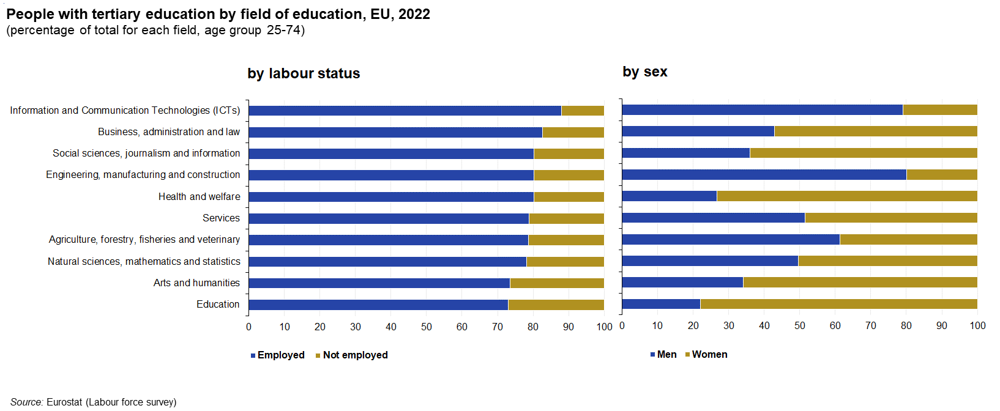 People with tertiary education by field of education, EU, 2022
(percentage of total for each field, age group 25-74)
by labour status
by sex
Information and Communication Technologies (ICTs)
Business, administration and law
Social sciences, journalism and information
Engineering, manufacturing and construction
Health and welfare
Services
Agriculture, forestry, fisheries and veterinary
Natural sciences, mathematics and statistics
Arts and humanities
Education
0 10 20 30 40 50 60 70 80 90 100
0 10 20 30 40 50 60 70 80 90 100
Employed Not employed
Men Women
Source: Eurostat (Labour force survey)